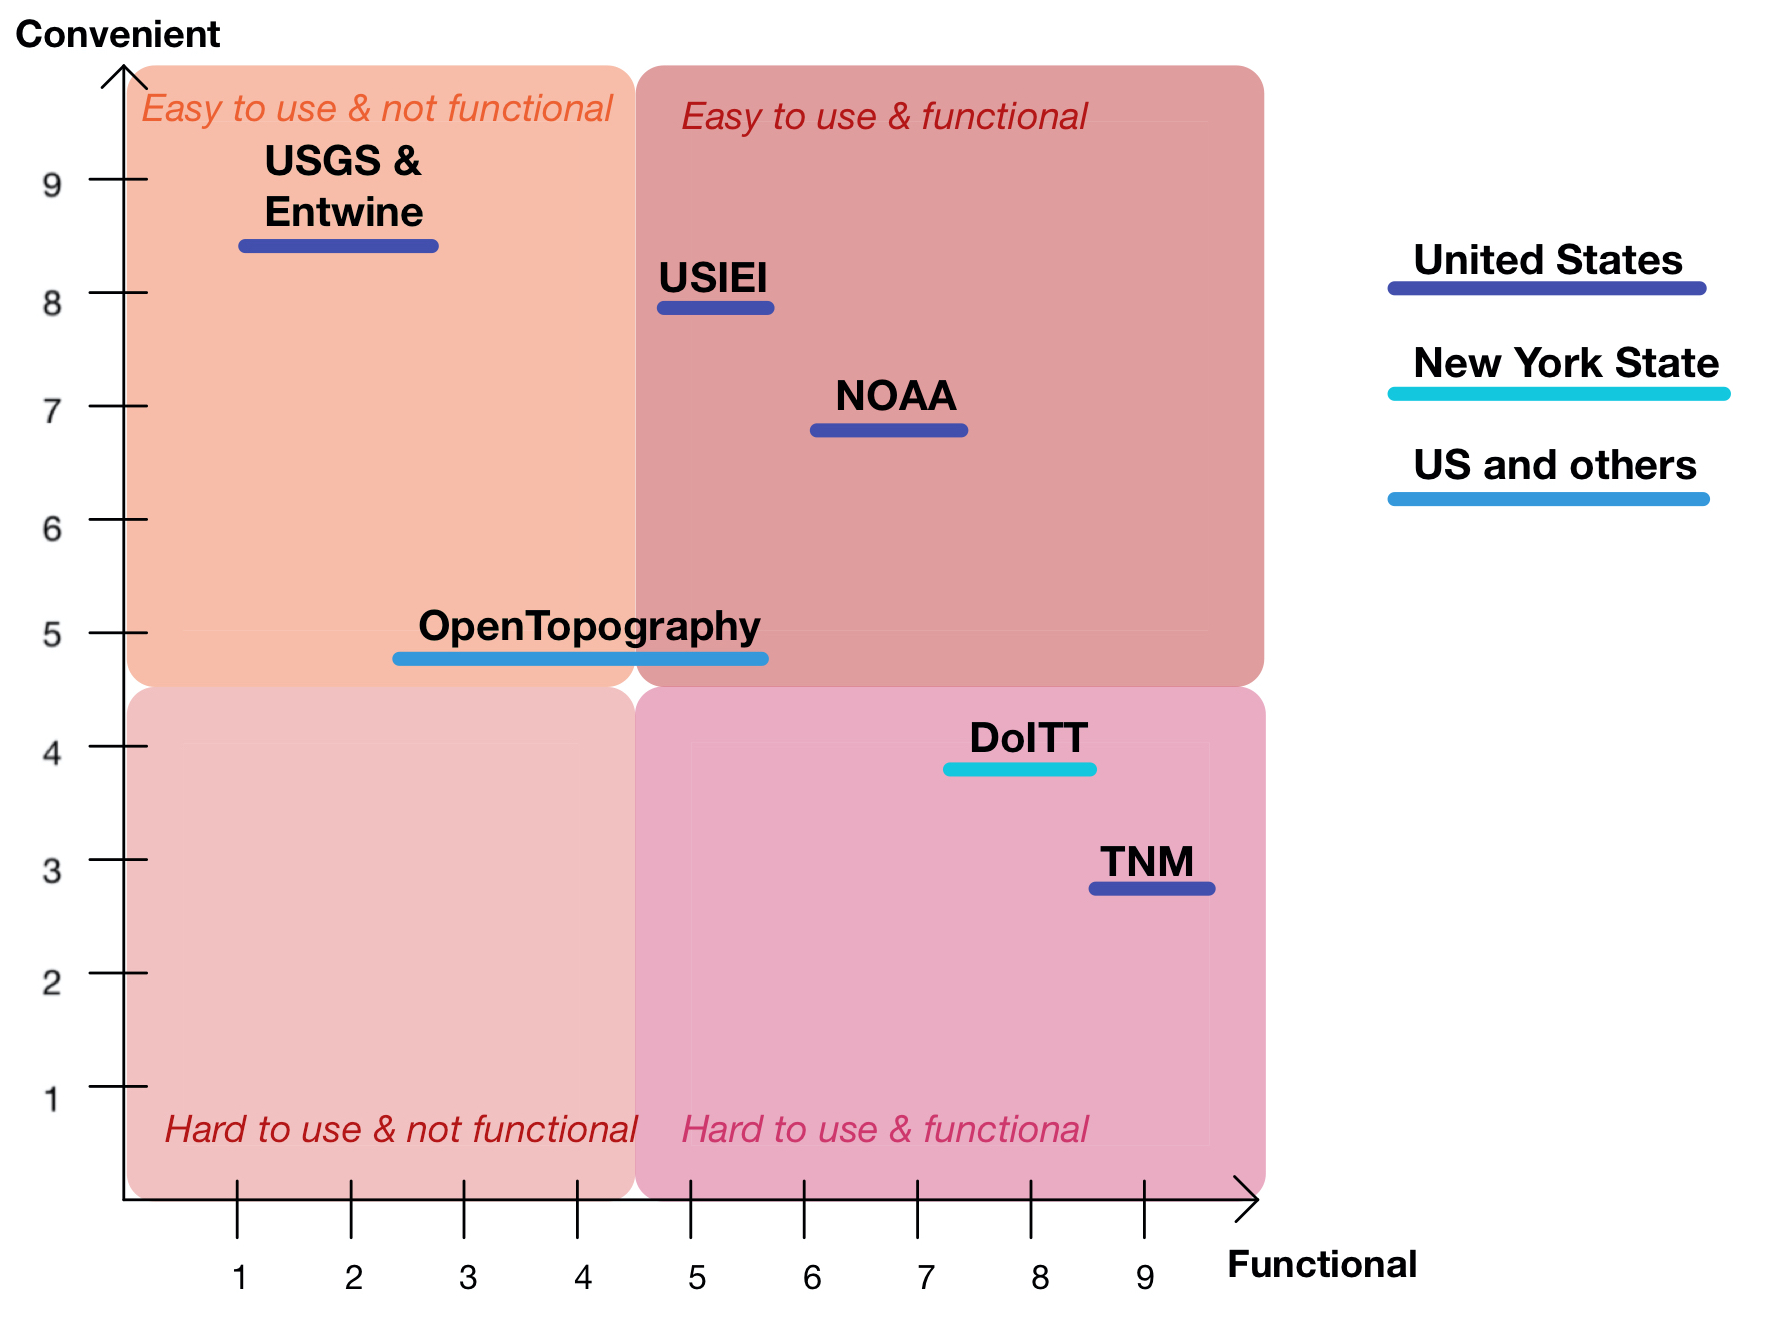 Convenient
Easy to use & not functional
Easy to use & functional
USGS &
Entwine
9
USIEI
8
NOAA
7
6
OpenTopography
5
DoITT
4
TNM
3
2
1
Hard to use & not functional
Hard to use & functional
1
2
3
4
5
6
7
8
9
Functional
United States
New York State
US and others